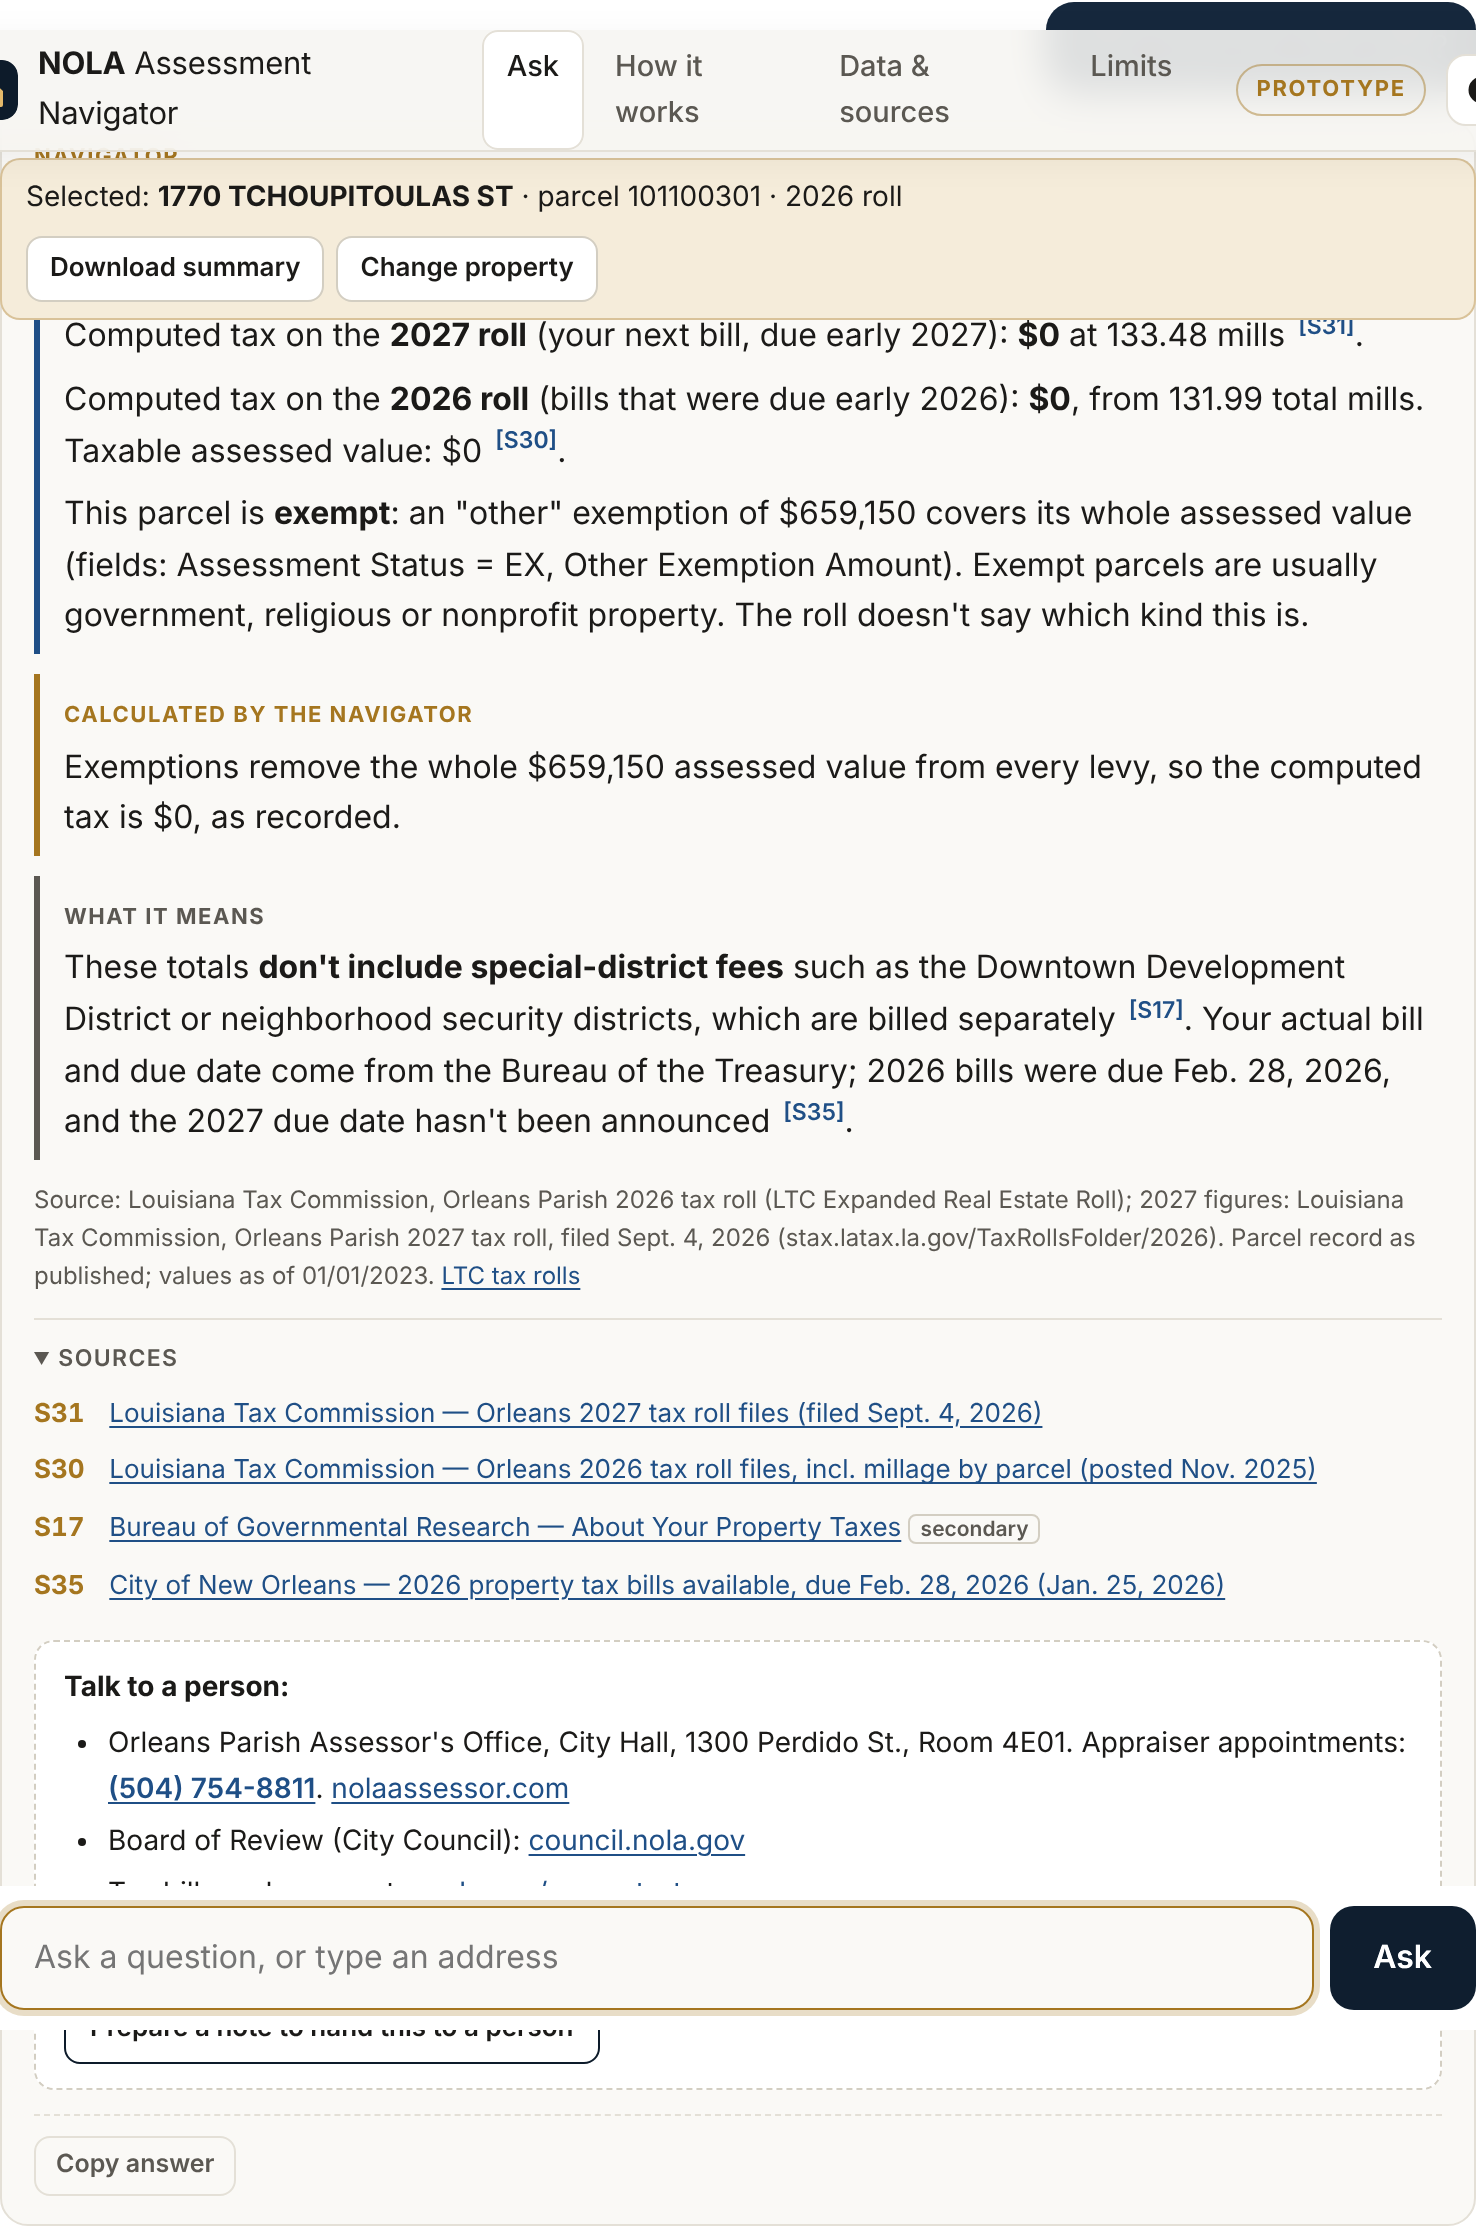 NOLA Assessment Navigator
Ask
How it works
Data & sources
Limits
PROTOTYPE
NAVIGATOR
Selected: 1770 TCHOUPITOULAS ST · parcel 101100301 · 2026 roll
Download summary
Change property
Computed tax on the 2027 roll (your next bill, due early 2027): $0 at 133.48 mills [S31].
Computed tax on the 2026 roll (bills that were due early 2026): $0, from 131.99 total mills.
Taxable assessed value: $0 [S30].
This parcel is exempt: an "other" exemption of $659,150 covers its whole assessed value
(fields: Assessment Status = EX, Other Exemption Amount). Exempt parcels are usually
government, religious or nonprofit property. The roll doesn't say which kind this is.
CALCULATED BY THE NAVIGATOR
Exemptions remove the whole $659,150 assessed value from every levy, so the computed
tax is $0, as recorded.
WHAT IT MEANS
These totals don't include special-district fees such as the Downtown Development
District or neighborhood security districts, which are billed separately [S17]. Your actual bill
and due date come from the Bureau of the Treasury; 2026 bills were due Feb. 28, 2026,
and the 2027 due date hasn't been announced [S35].
Source: Louisiana Tax Commission, Orleans Parish 2026 tax roll (LTC Expanded Real Estate Roll); 2027 figures: Louisiana
Tax Commission, Orleans Parish 2027 tax roll, filed Sept. 4, 2026 (stax.latax.la.gov/TaxRollsFolder/2026). Parcel record as
published; values as of 01/01/2023. LTC tax rolls
▼ SOURCES
S31 Louisiana Tax Commission — Orleans 2027 tax roll files (filed Sept. 4, 2026)
S30 Louisiana Tax Commission — Orleans 2026 tax roll files, incl. millage by parcel (posted Nov. 2025)
S17 Bureau of Governmental Research — About Your Property Taxes secondary
S35 City of New Orleans — 2026 property tax bills available, due Feb. 28, 2026 (Jan. 25, 2026)
Talk to a person:
• Orleans Parish Assessor's Office, City Hall, 1300 Perdido St., Room 4E01. Appraiser appointments:
(504) 754-8811. nolaassessor.com
• Board of Review (City Council): council.nola.gov
Ask a question, or type an address
Ask
Prepare a note to hand this to a person
Copy answer